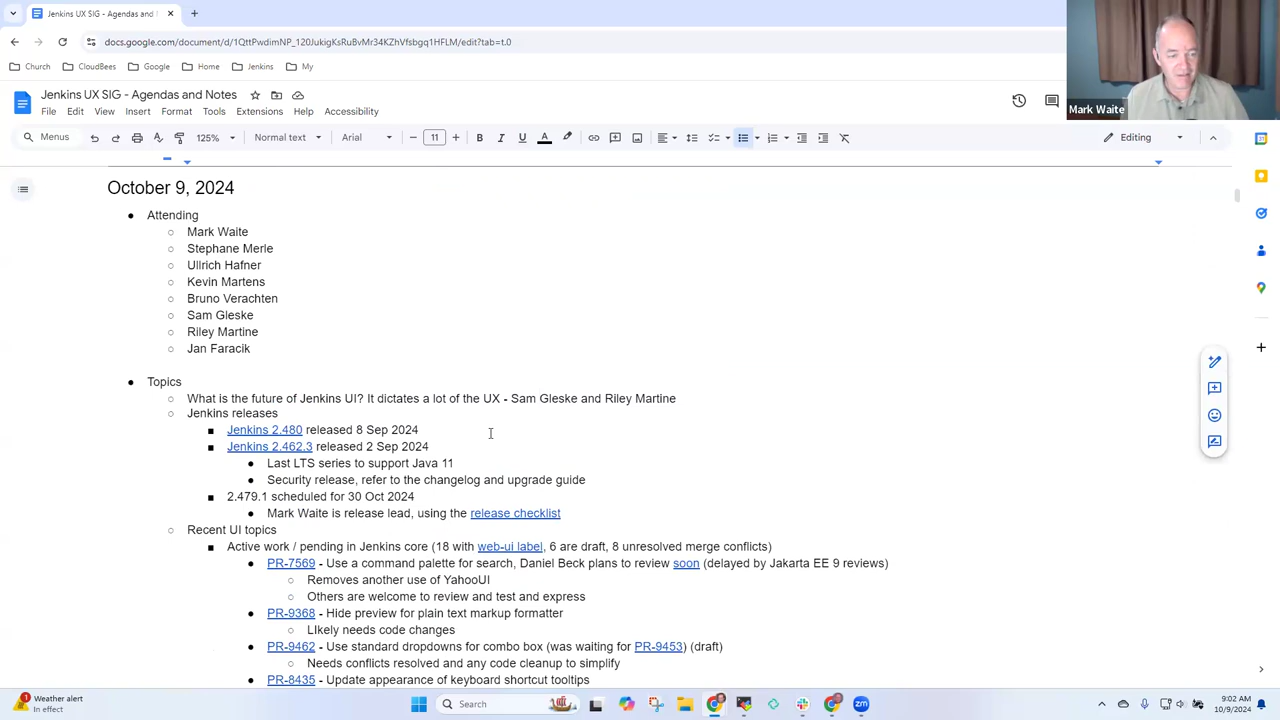 Jenkins UX SIG - Agendas and
docs.google.com/document/d/1QttPwdimNP_120JukigKsRuBvMr34KZhVfsbgq1HFLM/edit?tab=t.0
Church
CloudBees
Google
Home
Jenkins
My
Mark Waite
Jenkins UX SIG - Agendas and Notes
File Edit View Insert Format Tools Extensions Help Accessibility
Menus
125%
Normal text
Arial
11
Editing
October 9, 2024
● Attending
○ Mark Waite
○ Stephane Merle
○ Ullrich Hafner
○ Kevin Martens
○ Bruno Verachten
○ Sam Gleske
○ Riley Martine
○ Jan Faracik
● Topics
○ What is the future of Jenkins UI? It dictates a lot of the UX - Sam Gleske and Riley Martine
○ Jenkins releases
■ Jenkins 2.480 released 8 Sep 2024
■ Jenkins 2.462.3 released 2 Sep 2024
● Last LTS series to support Java 11
● Security release, refer to the changelog and upgrade guide
■ 2.479.1 scheduled for 30 Oct 2024
● Mark Waite is release lead, using the release checklist
○ Recent UI topics
■ Active work / pending in Jenkins core (18 with web-ui label, 6 are draft, 8 unresolved merge conflicts)
● PR-7569 - Use a command palette for search, Daniel Beck plans to review soon (delayed by Jakarta EE 9 reviews)
○ Removes another use of YahooUI
○ Others are welcome to review and test and express
● PR-9368 - Hide preview for plain text markup formatter
○ LIkely needs code changes
● PR-9462 - Use standard dropdowns for combo box (was waiting for PR-9453) (draft)
○ Needs conflicts resolved and any code cleanup to simplify
● PR-8435 - Update appearance of keyboard shortcut tooltips
Weather alert
In effect
Search
9:02 AM
10/9/2024